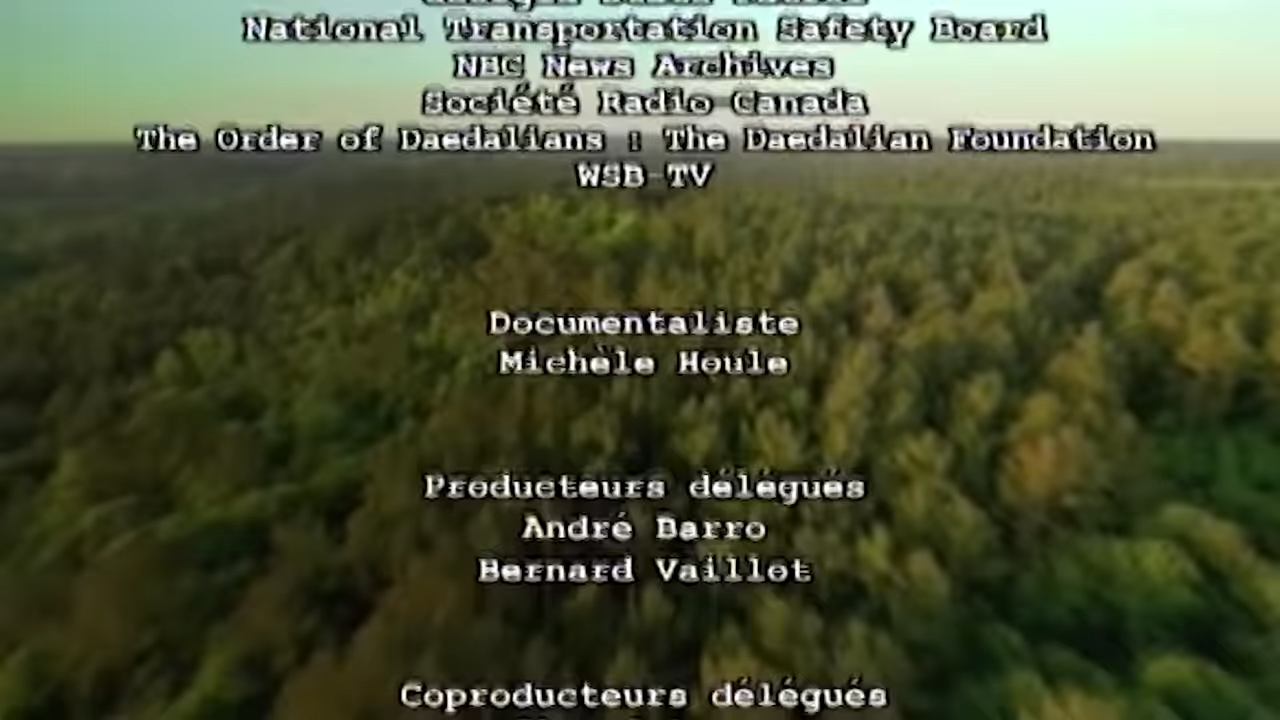 National Transportation Safety Board
NBC News Archives
Société Radio-Canada
The Order of Daedalians : The Daedalian Foundation
WSB-TV
Documentaliste
Michèle Houle
Producteurs délégués
André Barro
Bernard Vaillot
Coproducteurs délégués